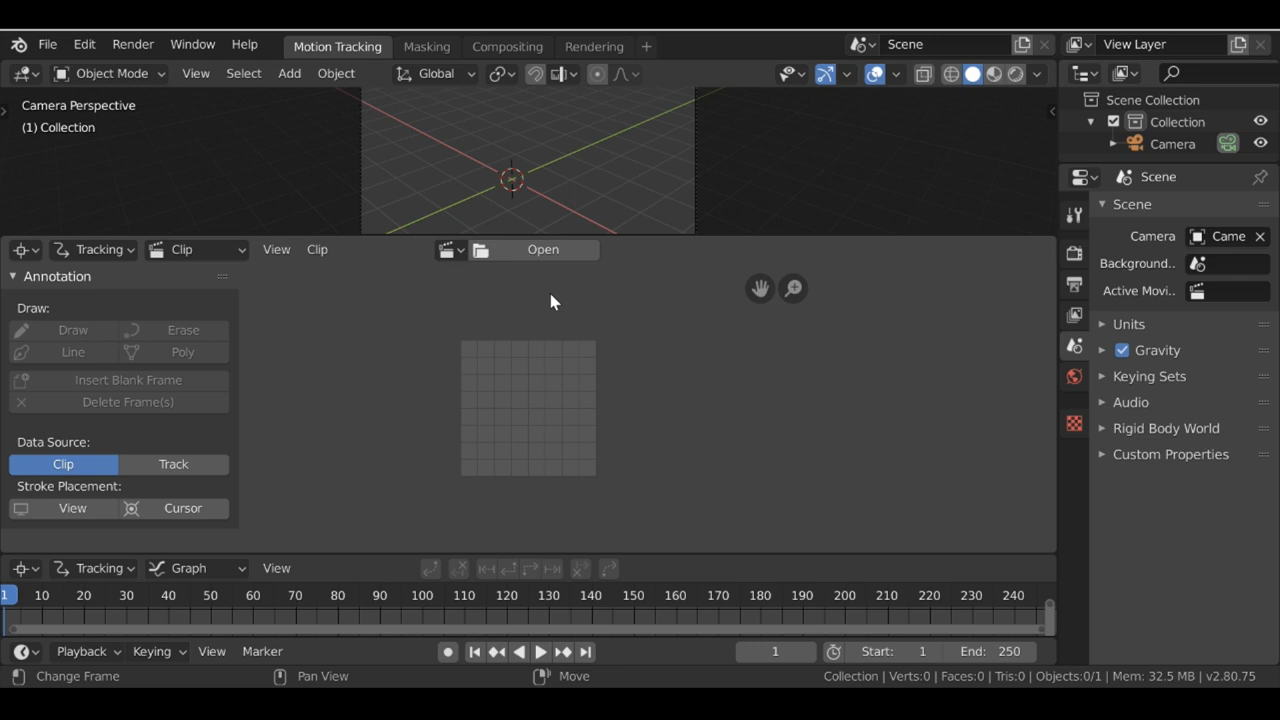 File Edit Render Window Help Motion Tracking Masking Compositing Rendering + Scene View Layer
Object Mode View Select Add Object Global
Camera Perspective
(1) Collection
Scene Collection
Collection
Camera
Scene
Scene
Camera Came
Background..
Active Movi..
Units
Gravity
Keying Sets
Audio
Rigid Body World
Custom Properties
Tracking Clip View Clip Open
Annotation
Draw:
Draw Erase
Line Poly
Insert Blank Frame
Delete Frame(s)
Data Source:
Clip Track
Stroke Placement:
View Cursor
Tracking Graph View
1 10 20 30 40 50 60 70 80 90 100 110 120 130 140 150 160 170 180 190 200 210 220 230 240
Playback Keying View Marker 1 Start: 1 End: 250
Change Frame Pan View Move Collection | Verts:0 | Faces:0 | Tris:0 | Objects:0/1 | Mem: 32.5 MB | v2.80.75